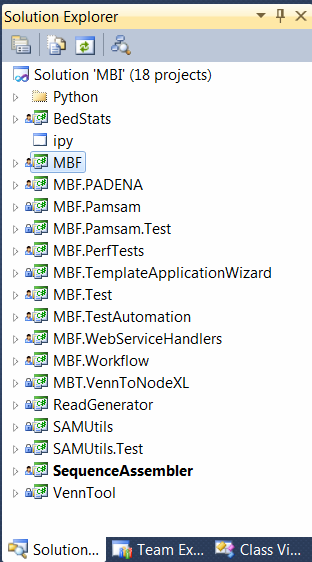 Solution Explorer
Solution 'MBI' (18 projects)
Python
BedStats
ipy
MBF
MBF.PADENA
MBF.Pamsam
MBF.Pamsam.Test
MBF.PerfTests
MBF.TemplateApplicationWizard
MBF.Test
MBF.TestAutomation
MBF.WebServiceHandlers
MBF.Workflow
MBT.VennToNodeXL
ReadGenerator
SAMUtils
SAMUtils.Test
SequenceAssembler
VennTool
Solution... Team Ex... Class Vi...